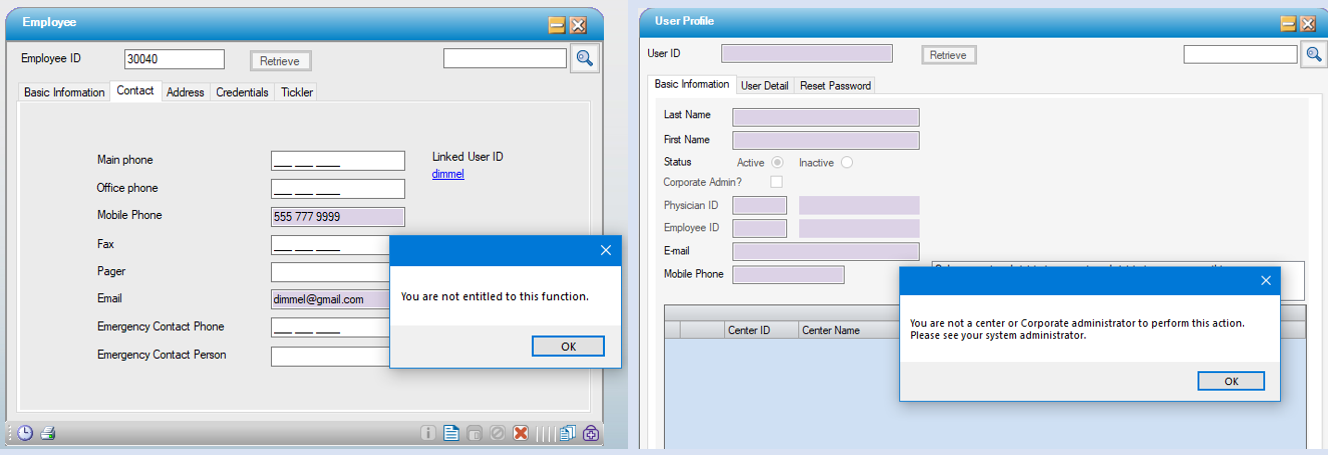 Employee
Employee ID 30040 Retrieve
Basic Information Contact Address Credentials Tickler
Main phone ___ ___ ____
Linked User ID
dimmel
Office phone ___ ___ ____
Mobile Phone 555 777 9999
Fax ___ ___ ____
Pager
Email dimmel@gmail.com
Emergency Contact Phone ___ ___ ____
Emergency Contact Person
You are not entitled to this function.
OK
User Profile
User ID Retrieve
Basic Information User Detail Reset Password
Last Name
First Name
Status Active Inactive
Corporate Admin?
Physician ID
Employee ID
E-mail
Mobile Phone
Center ID Center Name
You are not a center or Corporate administrator to perform this action.
Please see your system administrator.
OK